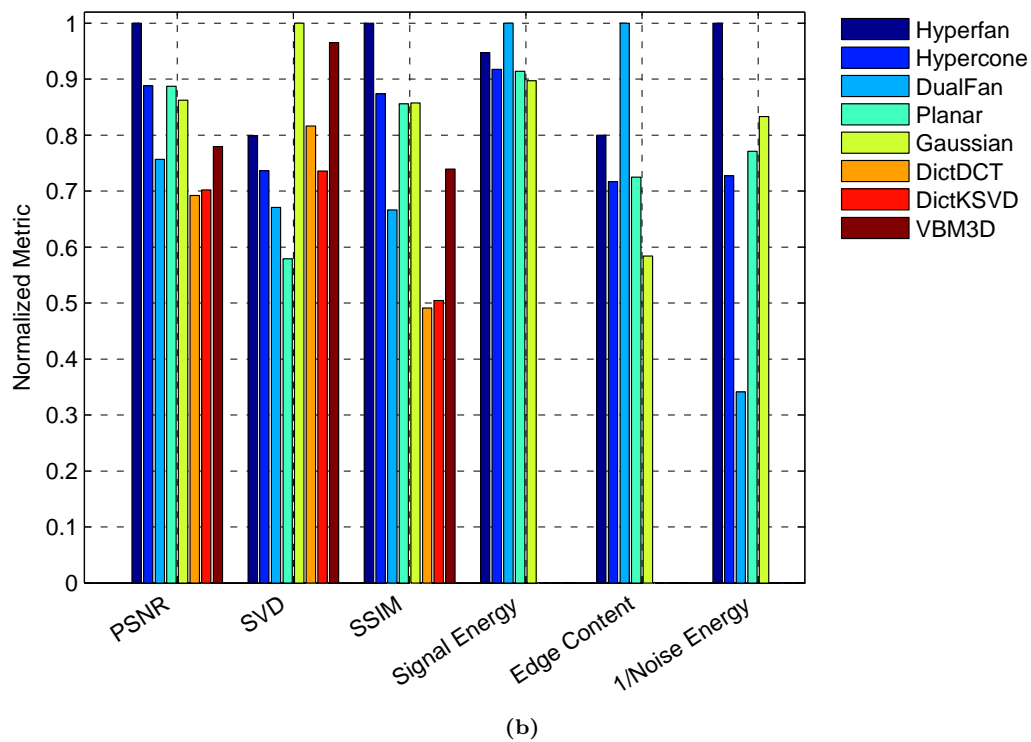 1
0.9
0.8
0.7
0.6
0.5
0.4
0.3
0.2
0.1
0
Normalized Metric
PSNR
SVD
SSIM
Signal Energy
Edge Content
1/Noise Energy
Hyperfan
Hypercone
DualFan
Planar
Gaussian
DictDCT
DictKSVD
VBM3D
(b)